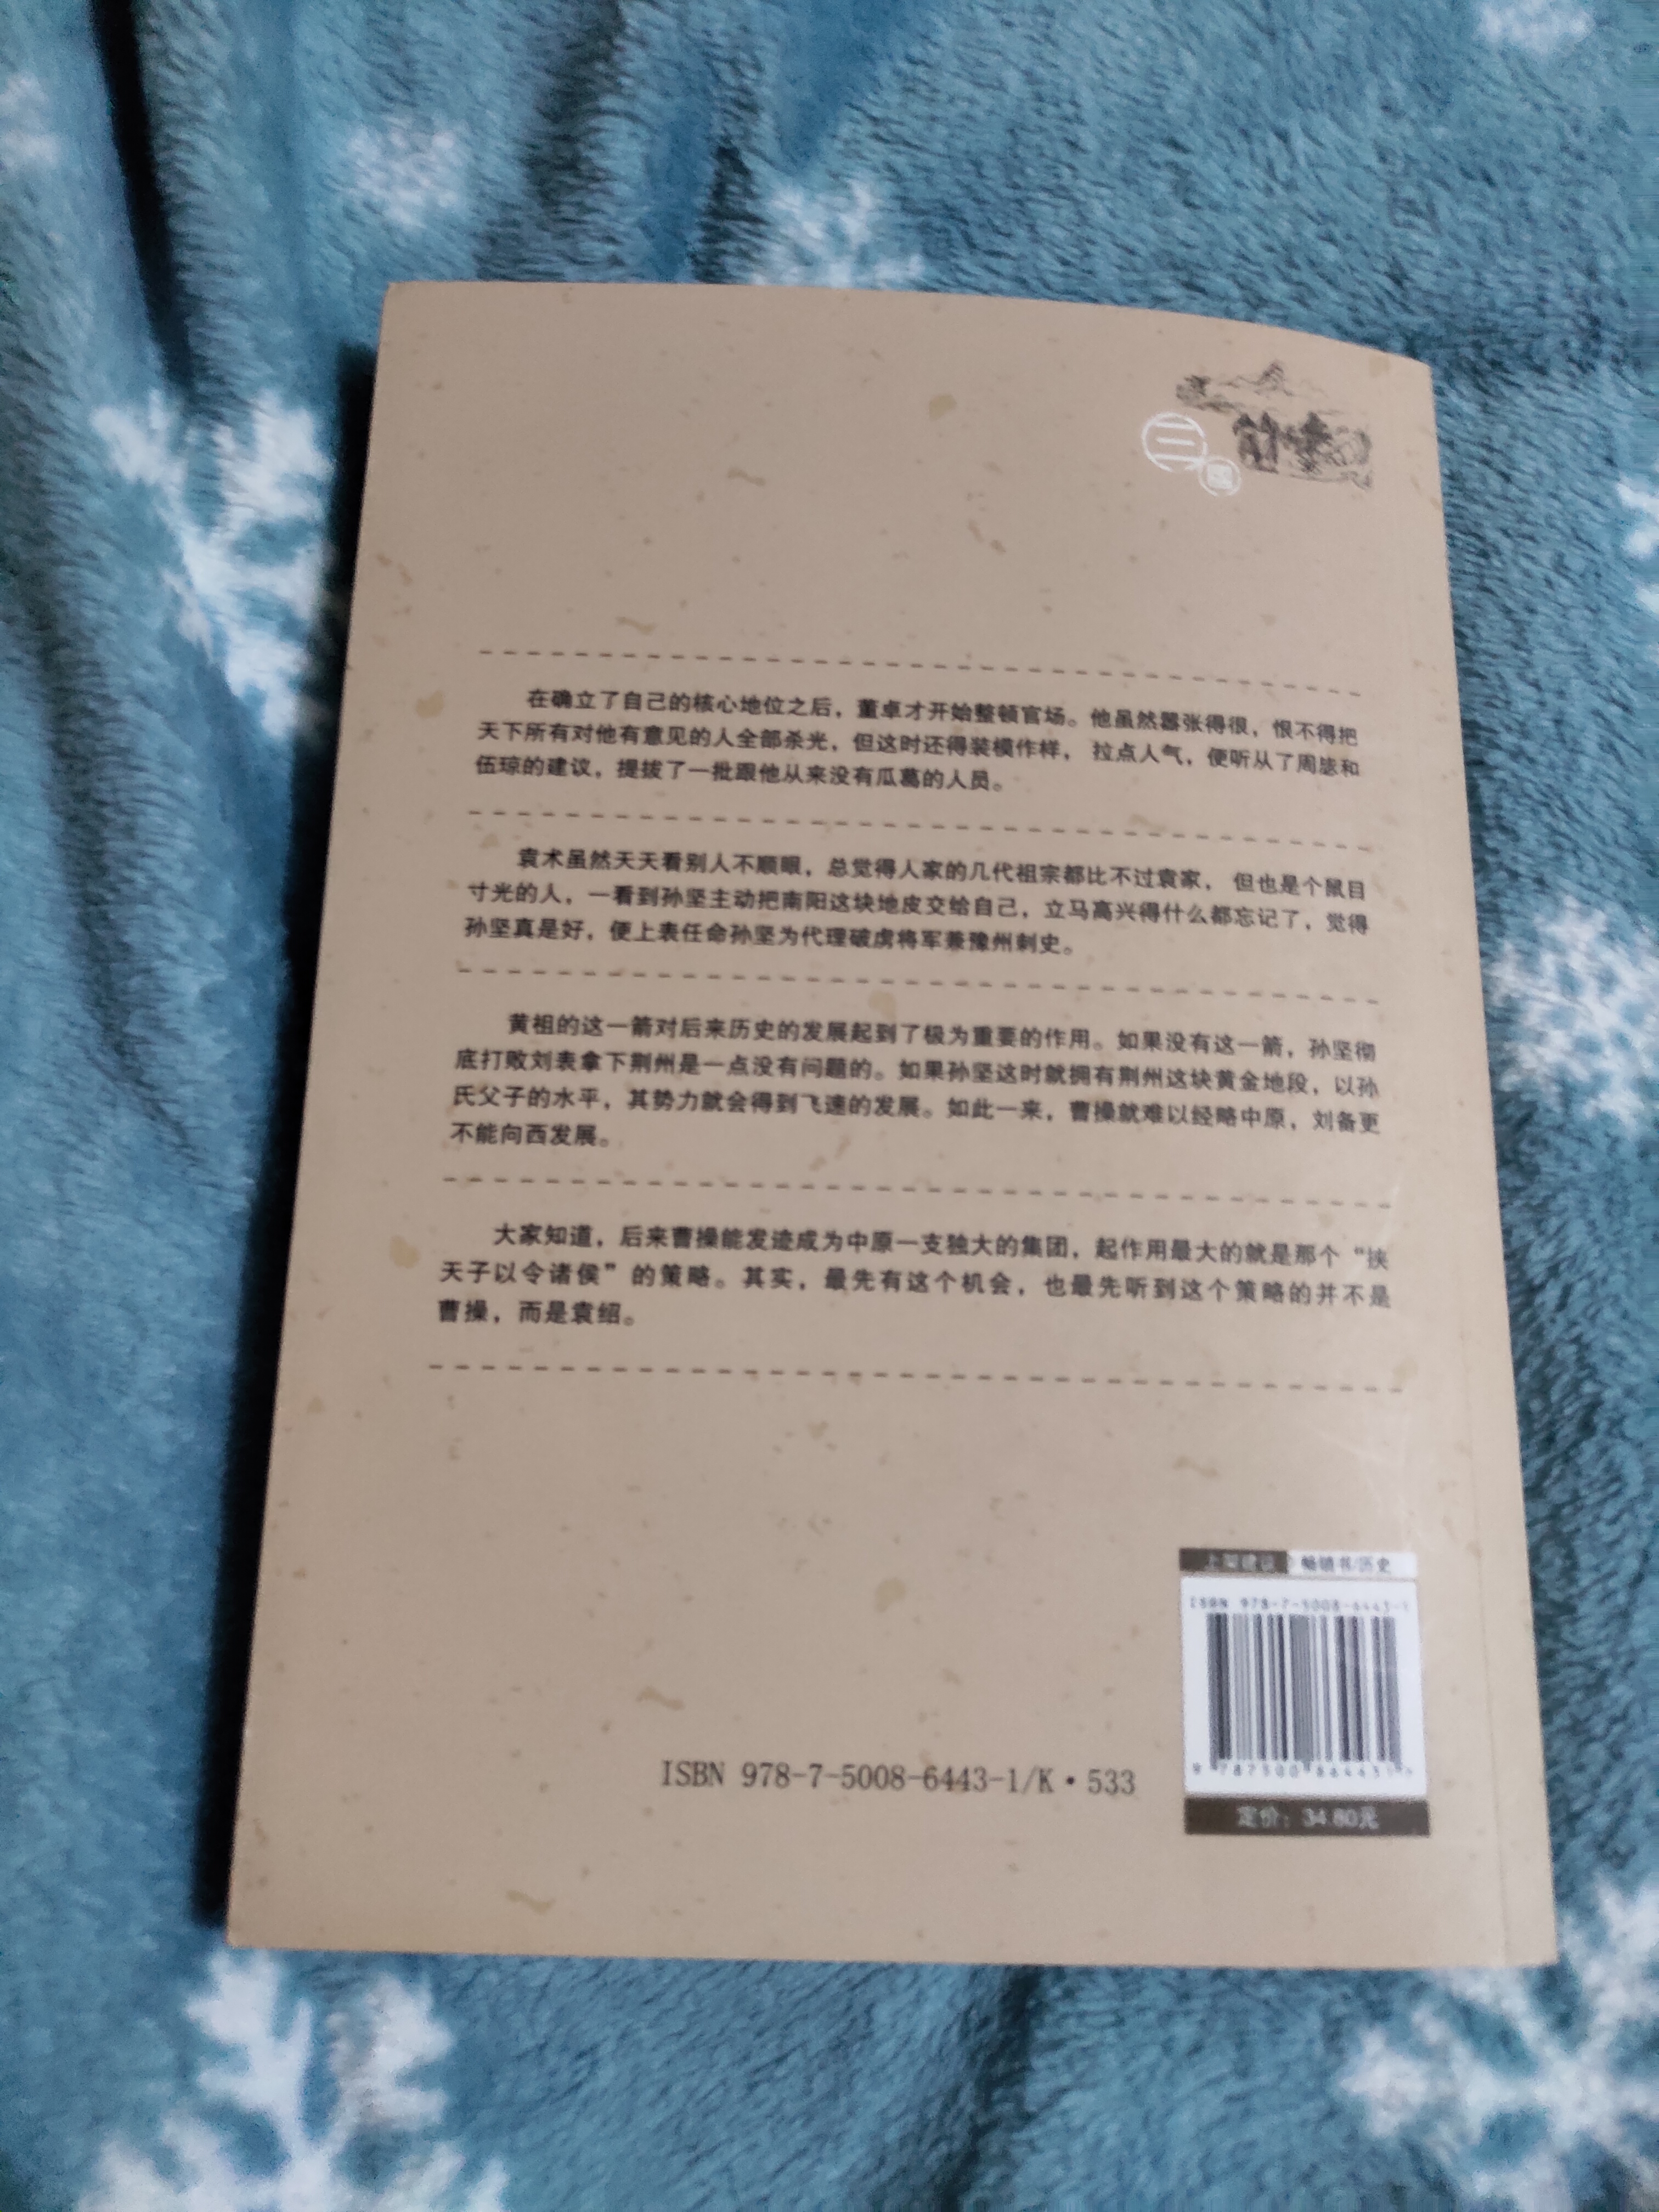 三国
在确立了自己的核心地位之后，董卓才开始整顿官场。他虽然嚣张得很，恨不得把
天下所有对他有意见的人全部杀光，但这时还得装模作样， 拉点人气，便听从了周毖和
伍琼的建议，提拔了一批跟他从来没有瓜葛的人员。
袁术虽然天天看别人不顺眼，总觉得人家的几代祖宗都比不过袁家， 但也是个鼠目
寸光的人，一看到孙坚主动把南阳这块地皮交给自己，立马高兴得什么都忘记了，觉得
孙坚真是好，便上表任命孙坚为代理破虏将军兼豫州刺史。
黄祖的这一箭对后来历史的发展起到了极为重要的作用。如果没有这一箭，孙坚彻
底打败刘表拿下荆州是一点没有问题的。如果孙坚这时就拥有荆州这块黄金地段，以孙
氏父子的水平，其势力就会得到飞速的发展。如此一来，曹操就难以经略中原，刘备更
不能向西发展。
大家知道，后来曹操能发迹成为中原一支独大的集团，起作用最大的就是那个“挟
天子以令诸侯”的策略。其实，最先有这个机会，也最先听到这个策略的并不是
曹操，而是袁绍。
上架建议 畅销书/历史
ISBN 978-7-5008-6443-1
9 787500 864431
定价：34.80元
ISBN 978-7-5008-6443-1/K·533